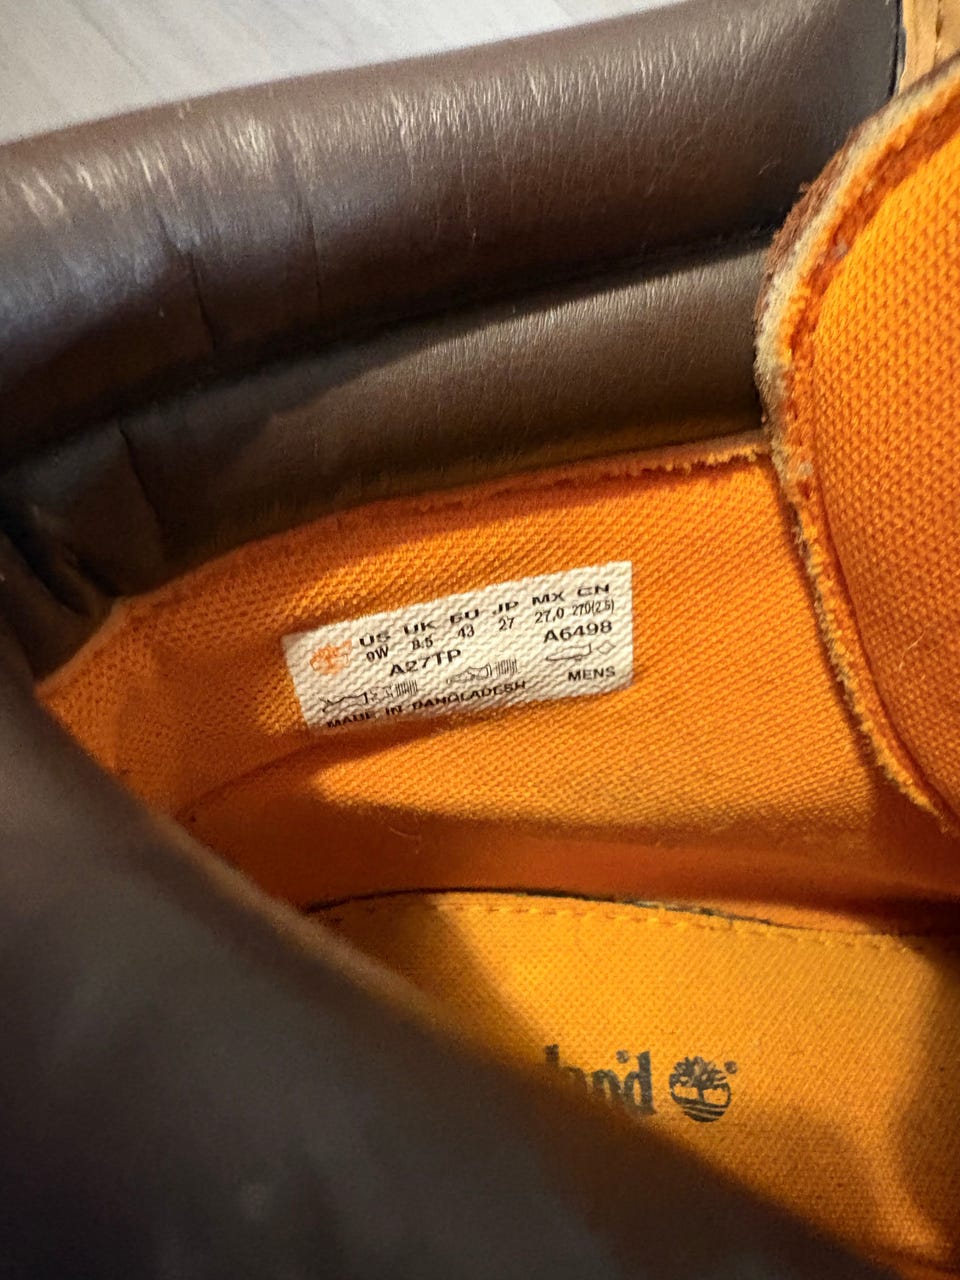 US UK EU JP MX CN
9W 8.5 43 27 27.0 270(2.5)
A27TP A6498
MENS
MADE IN BANGLADESH